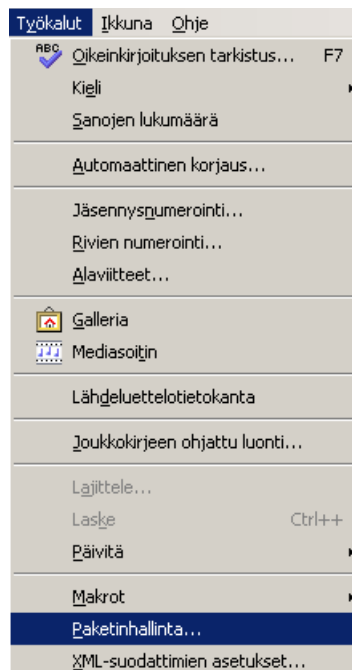 Työkalut Ikkuna Ohje
ABC Oikeinkirjoituksen tarkistus... F7
Kieli
Sanojen lukumäärä
Automaattinen korjaus...
Jäsennysnumerointi...
Rivien numerointi...
Alaviitteet...
Galleria
Mediasoitin
Lähdeluettelotietokanta
Joukkokirjeen ohjattu luonti...
Lajittele...
Laske Ctrl++
Päivitä
Makrot
Paketinhallinta...
XML-suodattimien asetukset...